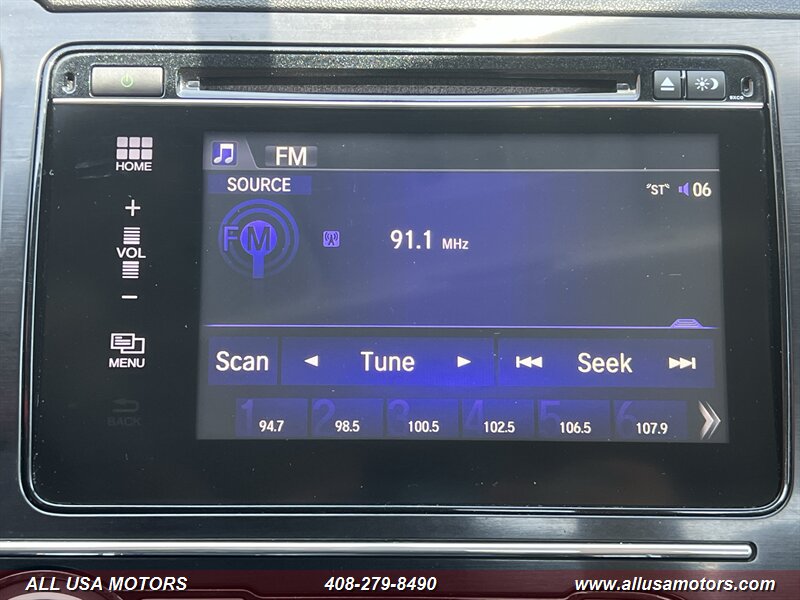 9XC0
HOME
FM
SOURCE
"ST" 06
FM
91.1 MHz
+
VOL
−
MENU
Scan Tune Seek
BACK
1 94.7 2 98.5 3 100.5 4 102.5 5 106.5 6 107.9
ALL USA MOTORS 408-279-8490 www.allusamotors.com